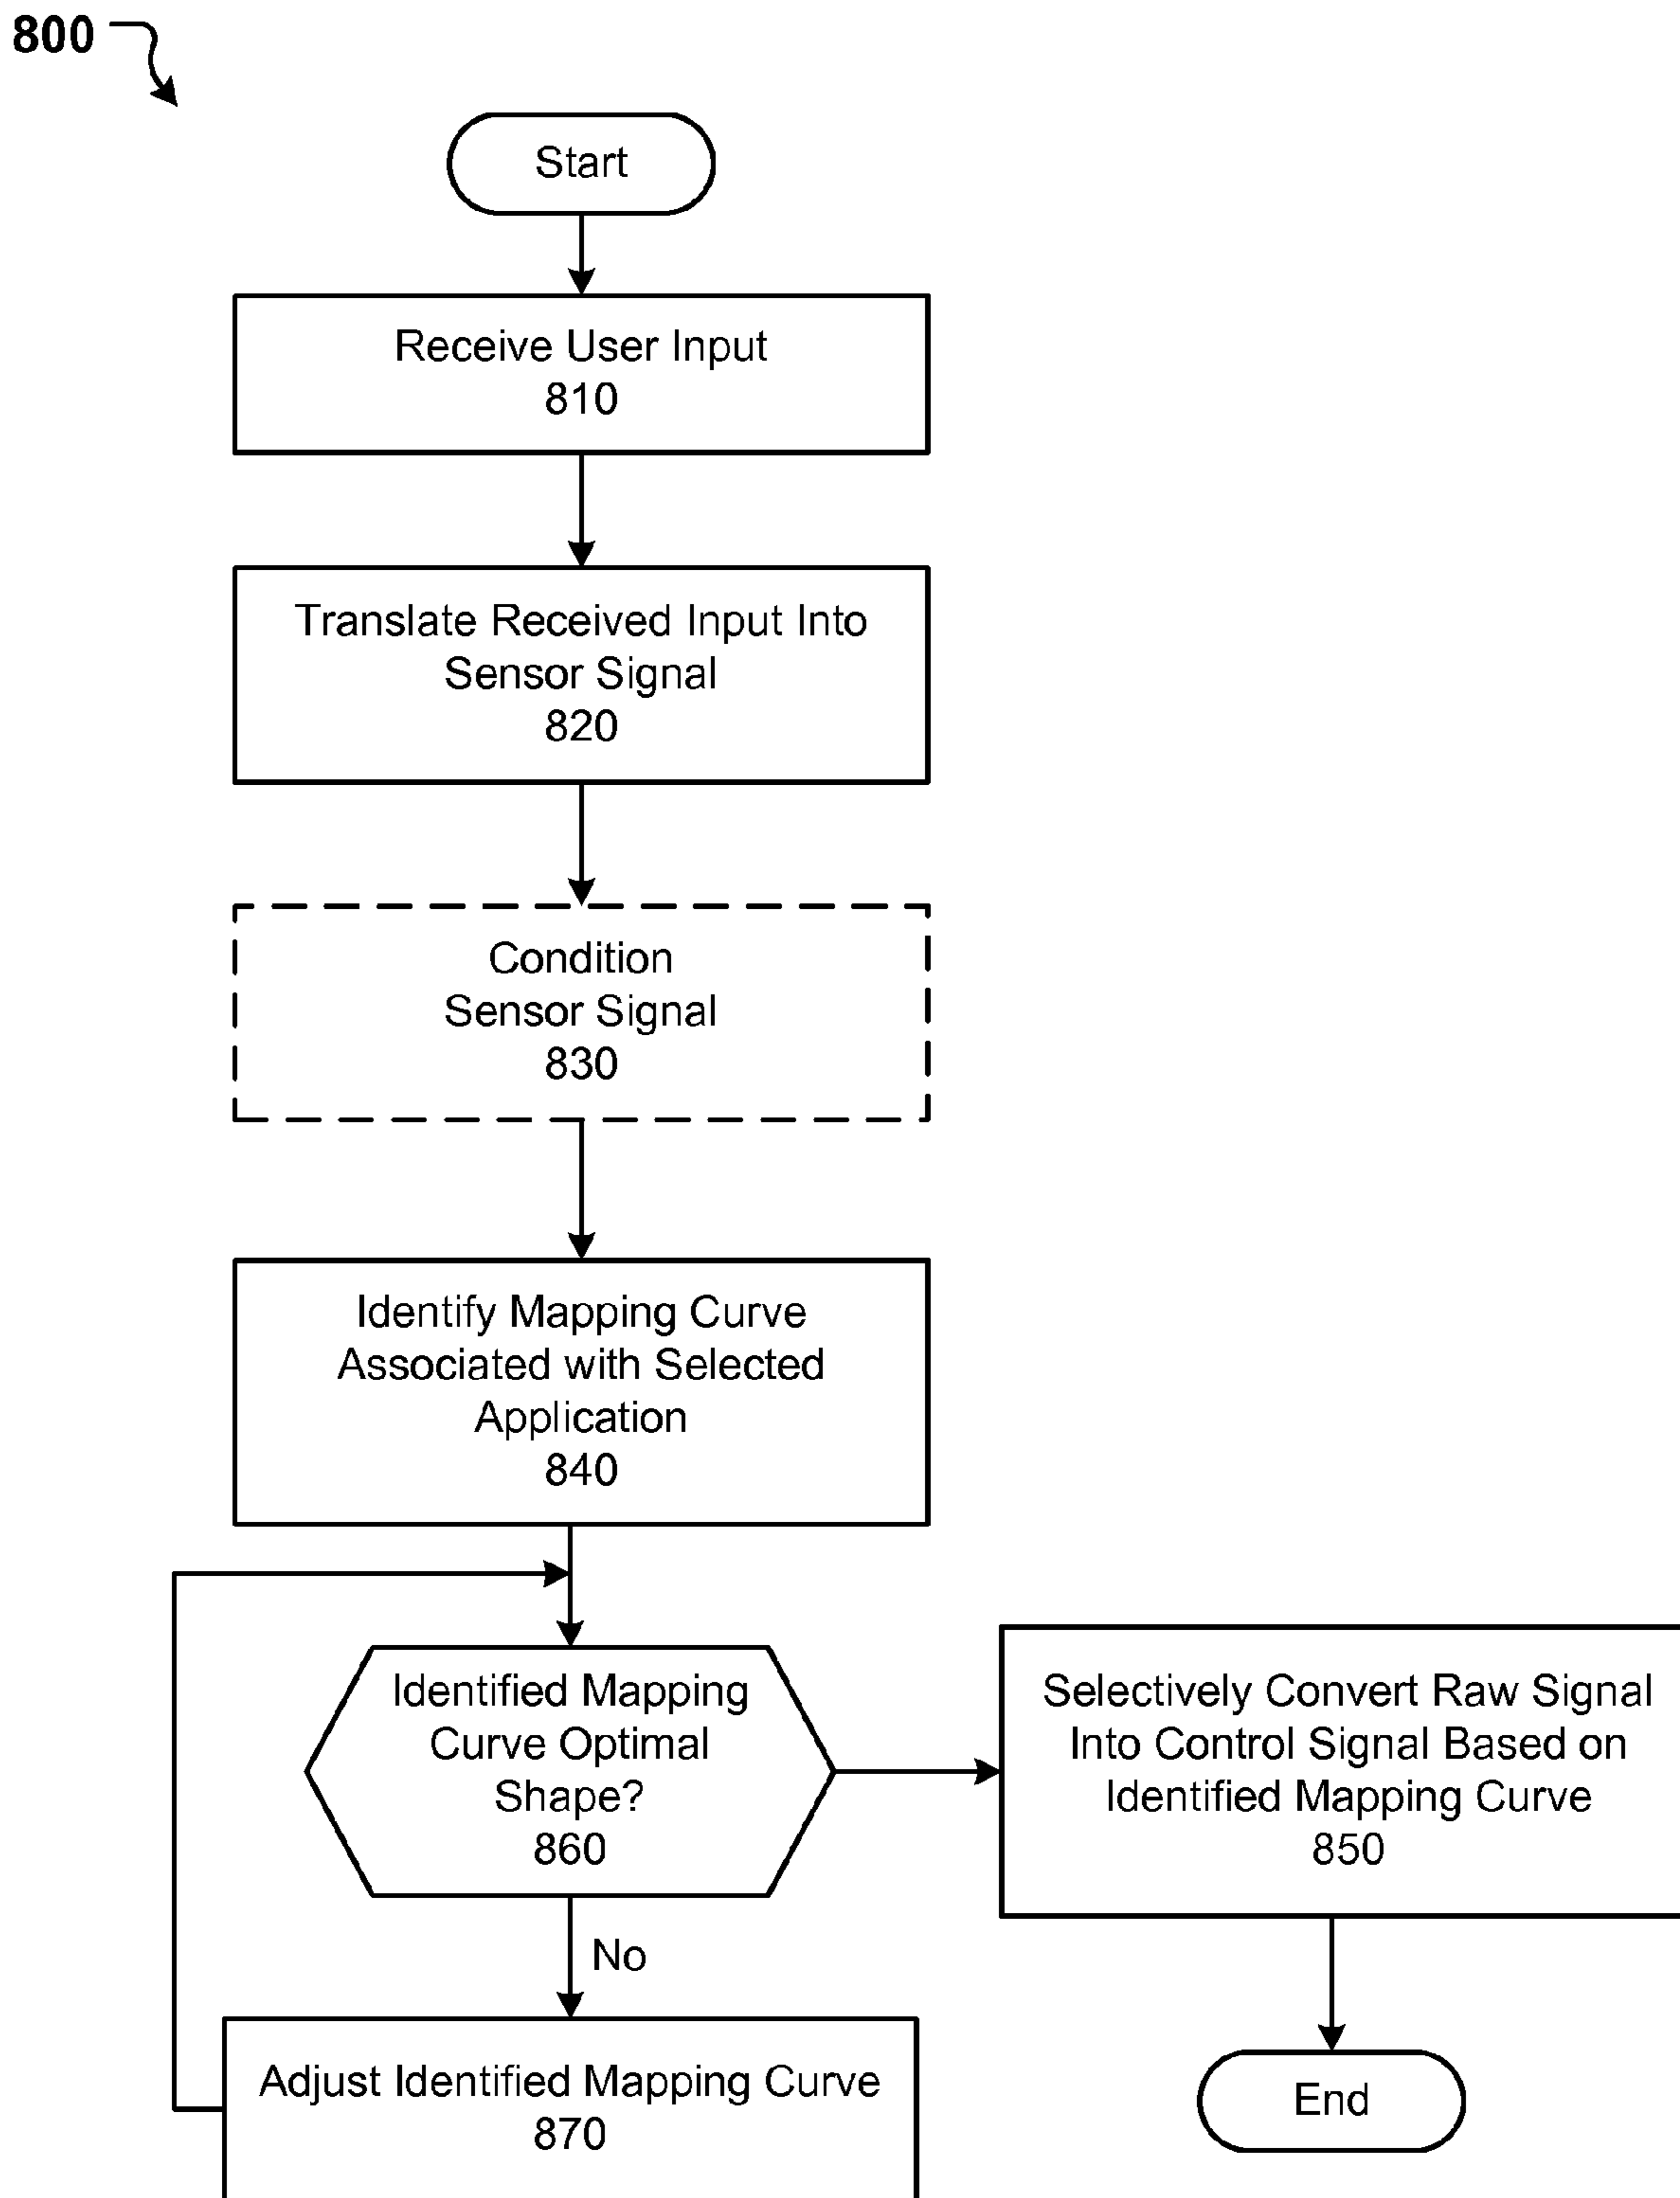 800
Start
Receive User Input
810
Translate Received Input Into
Sensor Signal
820
Condition
Sensor Signal
830
Identify Mapping Curve
Associated with Selected
Application
840
Identified Mapping
Curve Optimal
Shape?
860
Selectively Convert Raw Signal
Into Control Signal Based on
Identified Mapping Curve
850
No
Adjust Identified Mapping Curve
870
End